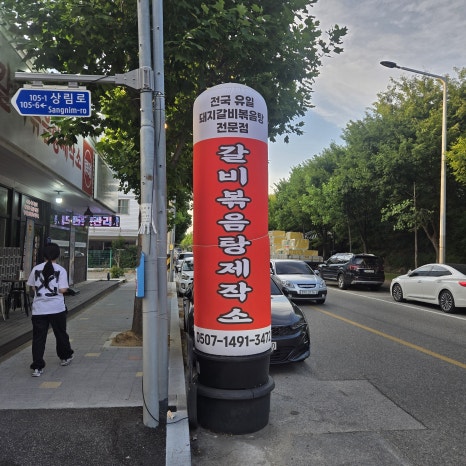 105-1
105-6
상림로
Sangnim-ro
전국 유일
돼지갈비볶음탕
전문점
갈비볶음탕제작소
0507-1491-3472